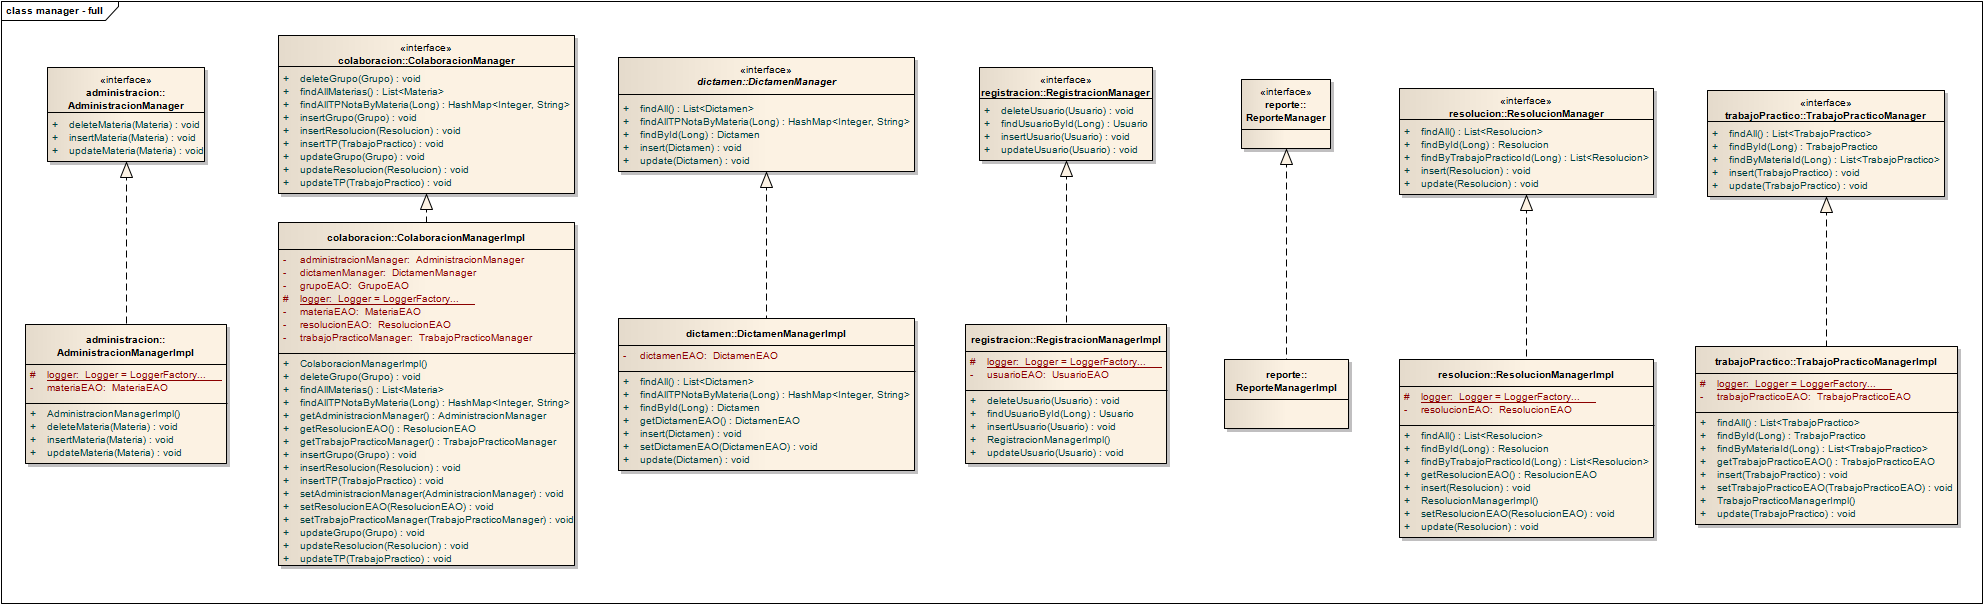 class manager - full
«interface»
administracion::
AdministracionManager
+ deleteMateria(Materia) : void
+ insertMateria(Materia) : void
+ updateMateria(Materia) : void
administracion::
AdministracionManagerImpl
# logger: Logger = LoggerFactory...
- materiaEAO: MateriaEAO
+ AdministracionManagerImpl()
+ deleteMateria(Materia) : void
+ insertMateria(Materia) : void
+ updateMateria(Materia) : void
«interface»
colaboracion::ColaboracionManager
+ deleteGrupo(Grupo) : void
+ findAllMaterias() : List<Materia>
+ findAllTPNotaByMateria(Long) : HashMap<Integer, String>
+ insertGrupo(Grupo) : void
+ insertResolucion(Resolucion) : void
+ insertTP(TrabajoPractico) : void
+ updateGrupo(Grupo) : void
+ updateResolucion(Resolucion) : void
+ updateTP(TrabajoPractico) : void
colaboracion::ColaboracionManagerImpl
- administracionManager: AdministracionManager
- dictamenManager: DictamenManager
- grupoEAO: GrupoEAO
# logger: Logger = LoggerFactory...
- materiaEAO: MateriaEAO
- resolucionEAO: ResolucionEAO
- trabajoPracticoManager: TrabajoPracticoManager
+ ColaboracionManagerImpl()
+ deleteGrupo(Grupo) : void
+ findAllMaterias() : List<Materia>
+ findAllTPNotaByMateria(Long) : HashMap<Integer, String>
+ getAdministracionManager() : AdministracionManager
+ getResolucionEAO() : ResolucionEAO
+ getTrabajoPracticoManager() : TrabajoPracticoManager
+ insertGrupo(Grupo) : void
+ insertResolucion(Resolucion) : void
+ insertTP(TrabajoPractico) : void
+ setAdministracionManager(AdministracionManager) : void
+ setResolucionEAO(ResolucionEAO) : void
+ setTrabajoPracticoManager(TrabajoPracticoManager) : void
+ updateGrupo(Grupo) : void
+ updateResolucion(Resolucion) : void
+ updateTP(TrabajoPractico) : void
«interface»
dictamen::DictamenManager
+ findAll() : List<Dictamen>
+ findAllTPNotaByMateria(Long) : HashMap<Integer, String>
+ findById(Long) : Dictamen
+ insert(Dictamen) : void
+ update(Dictamen) : void
dictamen::DictamenManagerImpl
- dictamenEAO: DictamenEAO
+ findAll() : List<Dictamen>
+ findAllTPNotaByMateria(Long) : HashMap<Integer, String>
+ findById(Long) : Dictamen
+ getDictamenEAO() : DictamenEAO
+ insert(Dictamen) : void
+ setDictamenEAO(DictamenEAO) : void
+ update(Dictamen) : void
«interface»
registracion::RegistracionManager
+ deleteUsuario(Usuario) : void
+ findUsuarioById(Long) : Usuario
+ insertUsuario(Usuario) : void
+ updateUsuario(Usuario) : void
registracion::RegistracionManagerImpl
# logger: Logger = LoggerFactory...
- usuarioEAO: UsuarioEAO
+ deleteUsuario(Usuario) : void
+ findUsuarioById(Long) : Usuario
+ insertUsuario(Usuario) : void
+ RegistracionManagerImpl()
+ updateUsuario(Usuario) : void
«interface»
reporte::
ReporteManager
reporte::
ReporteManagerImpl
«interface»
resolucion::ResolucionManager
+ findAll() : List<Resolucion>
+ findById(Long) : Resolucion
+ findByTrabajoPracticoId(Long) : List<Resolucion>
+ insert(Resolucion) : void
+ update(Resolucion) : void
resolucion::ResolucionManagerImpl
# logger: Logger = LoggerFactory...
- resolucionEAO: ResolucionEAO
+ findAll() : List<Resolucion>
+ findById(Long) : Resolucion
+ findByTrabajoPracticoId(Long) : List<Resolucion>
+ getResolucionEAO() : ResolucionEAO
+ insert(Resolucion) : void
+ ResolucionManagerImpl()
+ setResolucionEAO(ResolucionEAO) : void
+ update(Resolucion) : void
«interface»
trabajoPractico::TrabajoPracticoManager
+ findAll() : List<TrabajoPractico>
+ findById(Long) : TrabajoPractico
+ findByMateriaId(Long) : List<TrabajoPractico>
+ insert(TrabajoPractico) : void
+ update(TrabajoPractico) : void
trabajoPractico::TrabajoPracticoManagerImpl
# logger: Logger = LoggerFactory...
- trabajoPracticoEAO: TrabajoPracticoEAO
+ findAll() : List<TrabajoPractico>
+ findById(Long) : TrabajoPractico
+ findByMateriaId(Long) : List<TrabajoPractico>
+ getTrabajoPracticoEAO() : TrabajoPracticoEAO
+ insert(TrabajoPractico) : void
+ setTrabajoPracticoEAO(TrabajoPracticoEAO) : void
+ TrabajoPracticoManagerImpl()
+ update(TrabajoPractico) : void